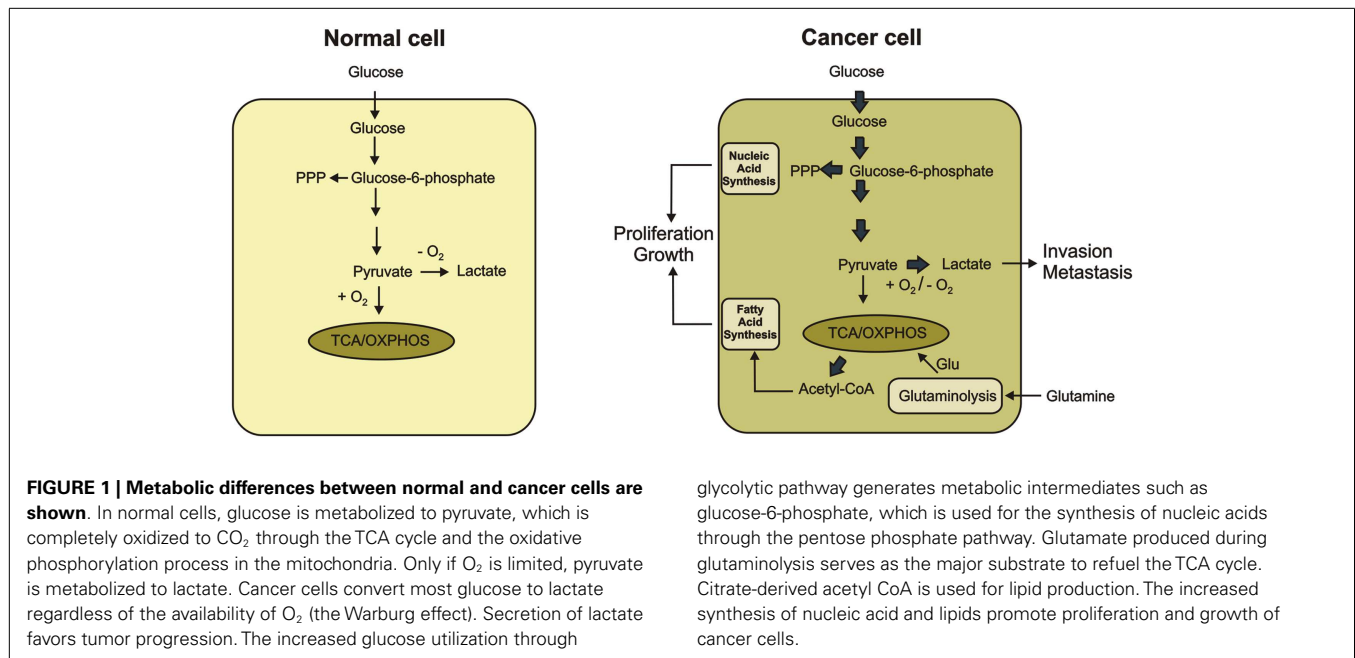 Normal cell
Glucose
Glucose
PPP
Glucose-6-phosphate
- O₂
Pyruvate
Lactate
+ O₂
TCA/OXPHOS
Cancer cell
Glucose
Glucose
Nucleic
Acid
Synthesis
PPP
Glucose-6-phosphate
Proliferation
Growth
Pyruvate
Lactate
+ O₂ / - O₂
Invasion
Metastasis
Fatty
Acid
Synthesis
TCA/OXPHOS
Glu
Acetyl-CoA
Glutaminolysis
Glutamine
FIGURE 1 | Metabolic differences between normal and cancer cells are
shown. In normal cells, glucose is metabolized to pyruvate, which is
completely oxidized to CO₂ through the TCA cycle and the oxidative
phosphorylation process in the mitochondria. Only if O₂ is limited, pyruvate
is metabolized to lactate. Cancer cells convert most glucose to lactate
regardless of the availability of O₂ (the Warburg effect). Secretion of lactate
favors tumor progression. The increased glucose utilization through
glycolytic pathway generates metabolic intermediates such as
glucose-6-phosphate, which is used for the synthesis of nucleic acids
through the pentose phosphate pathway. Glutamate produced during
glutaminolysis serves as the major substrate to refuel the TCA cycle.
Citrate-derived acetyl CoA is used for lipid production. The increased
synthesis of nucleic acid and lipids promote proliferation and growth of
cancer cells.